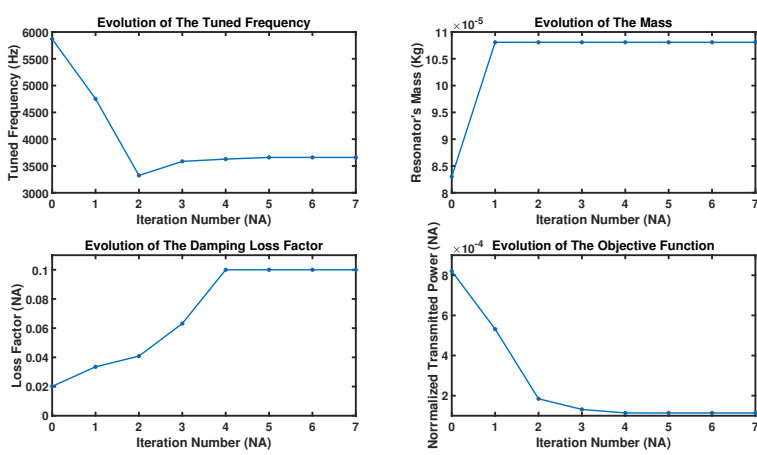 Evolution of The Tuned Frequency
6000
5500
5000
4500
4000
3500
3000
Tuned Frequency (Hz)
0 1 2 3 4 5 6 7
Iteration Number (NA)
Evolution of The Mass
×10-5
11
10.5
10
9.5
9
8.5
8
Resonator's Mass (Kg)
0 1 2 3 4 5 6 7
Iteration Number (NA)
Evolution of The Damping Loss Factor
0.1
0.08
0.06
0.04
0.02
0
Loss Factor (NA)
0 1 2 3 4 5 6 7
Iteration Number (NA)
Evolution of The Objective Function
×10-4
8
6
4
2
Norrmalized Transmitted Power (NA)
0 1 2 3 4 5 6 7
Iteration Number (NA)